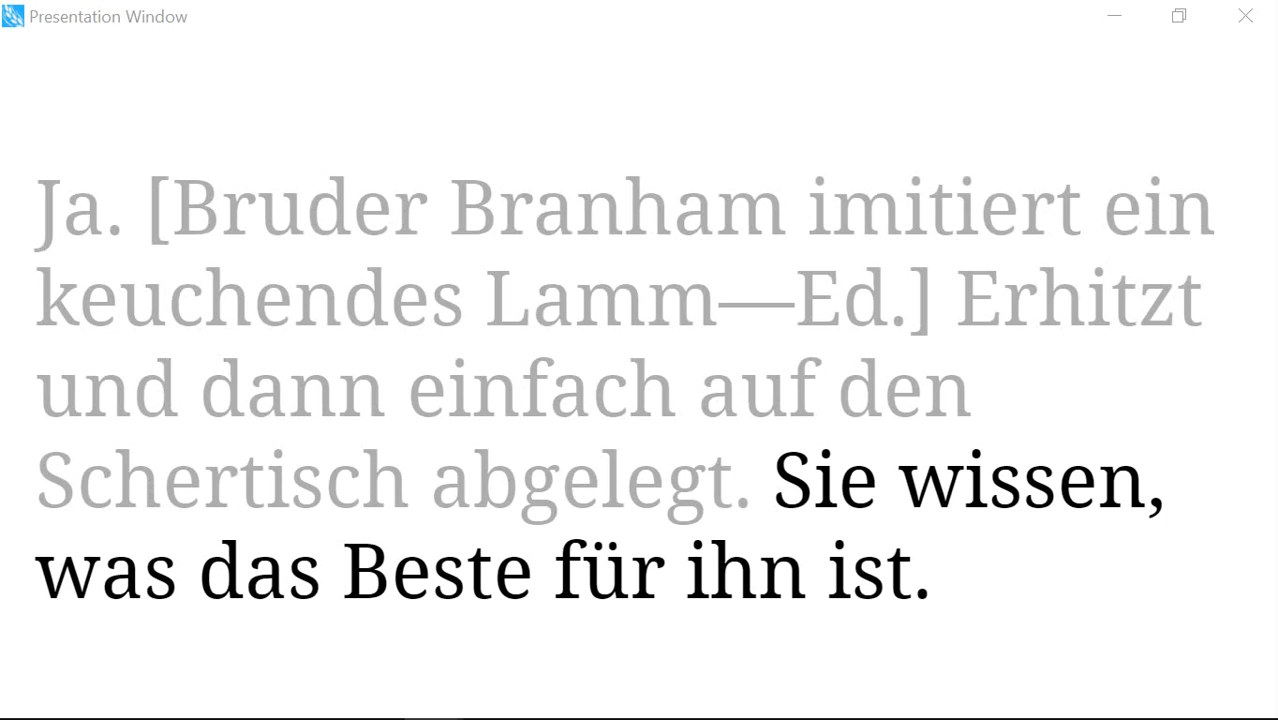 Presentation Window
Ja. [Bruder Branham imitiert ein
keuchendes Lamm—Ed.] Erhitzt
und dann einfach auf den
Schertisch abgelegt. Sie wissen,
was das Beste für ihn ist.